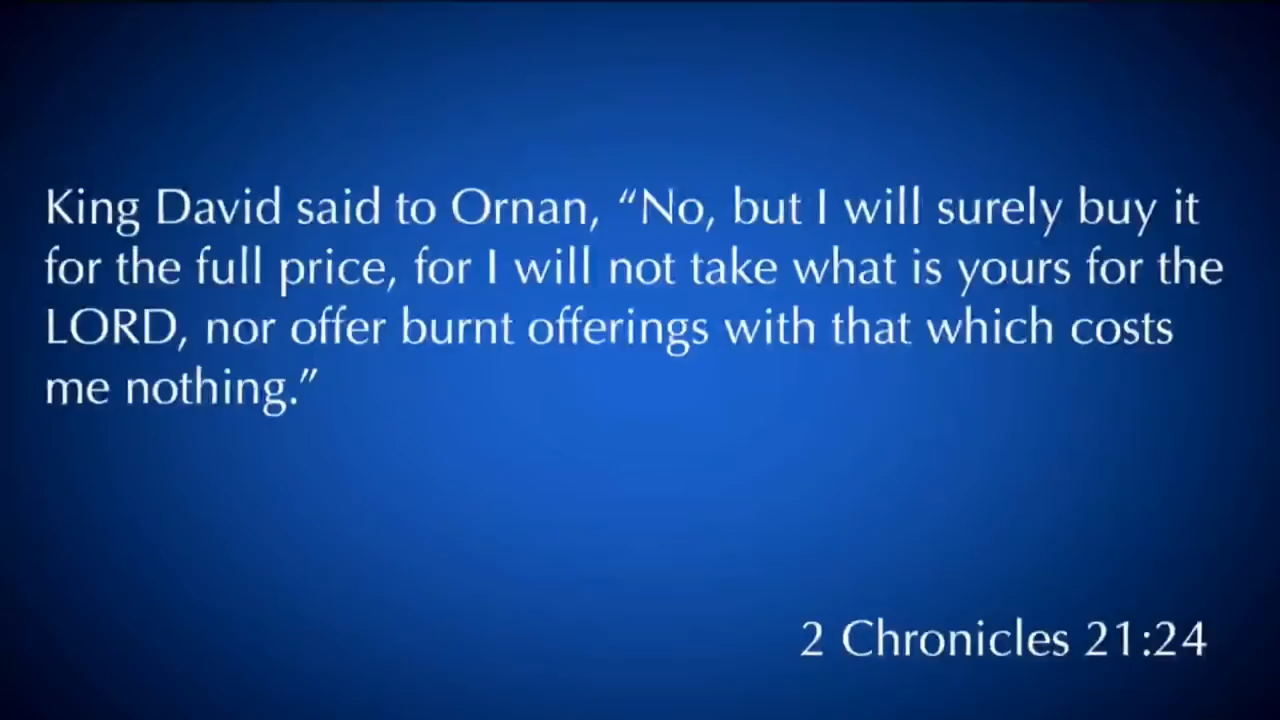 King David said to Ornan, “No, but I will surely buy it
for the full price, for I will not take what is yours for the
LORD, nor offer burnt offerings with that which costs
me nothing.”
2 Chronicles 21:24